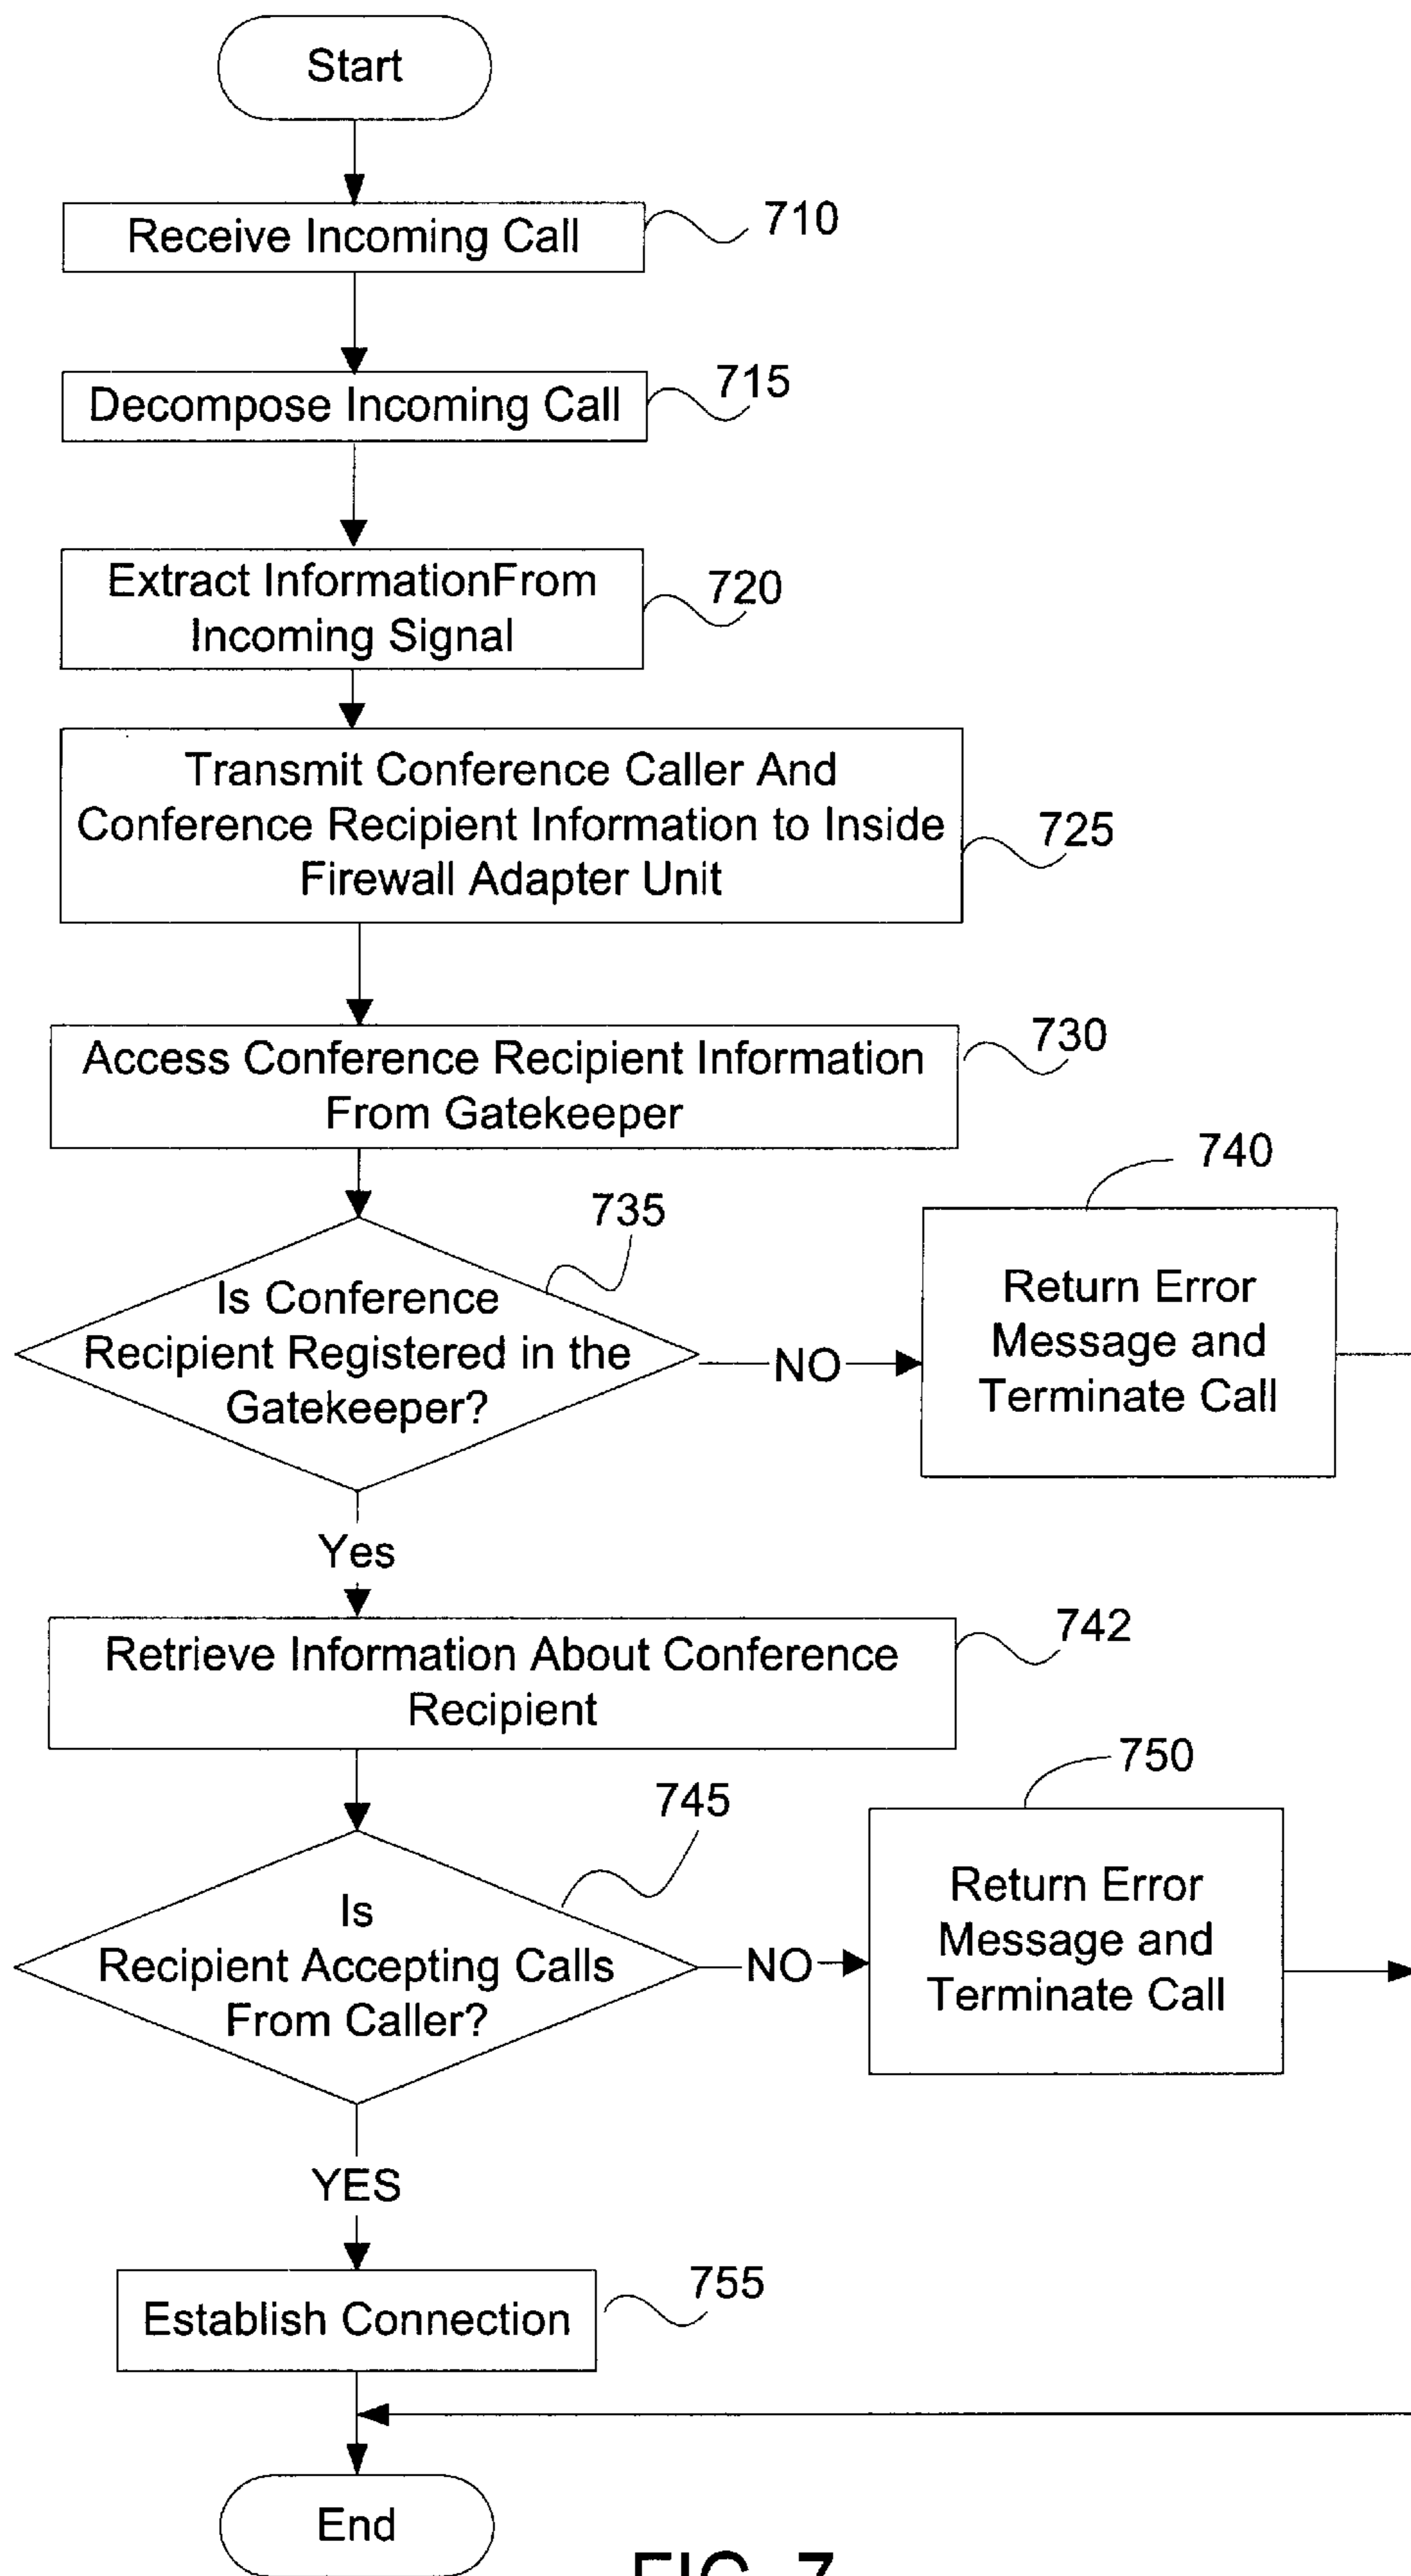 Start
Receive Incoming Call
710
Decompose Incoming Call
715
Extract InformationFrom
Incoming Signal
720
Transmit Conference Caller And
Conference Recipient Information to Inside
Firewall Adapter Unit
725
Access Conference Recipient Information
From Gatekeeper
730
735
Is Conference
Recipient Registered in the
Gatekeeper?
NO
740
Return Error
Message and
Terminate Call
Yes
Retrieve Information About Conference
Recipient
742
745
Is
Recipient Accepting Calls
From Caller?
NO
750
Return Error
Message and
Terminate Call
YES
Establish Connection
755
End
FIG. 7